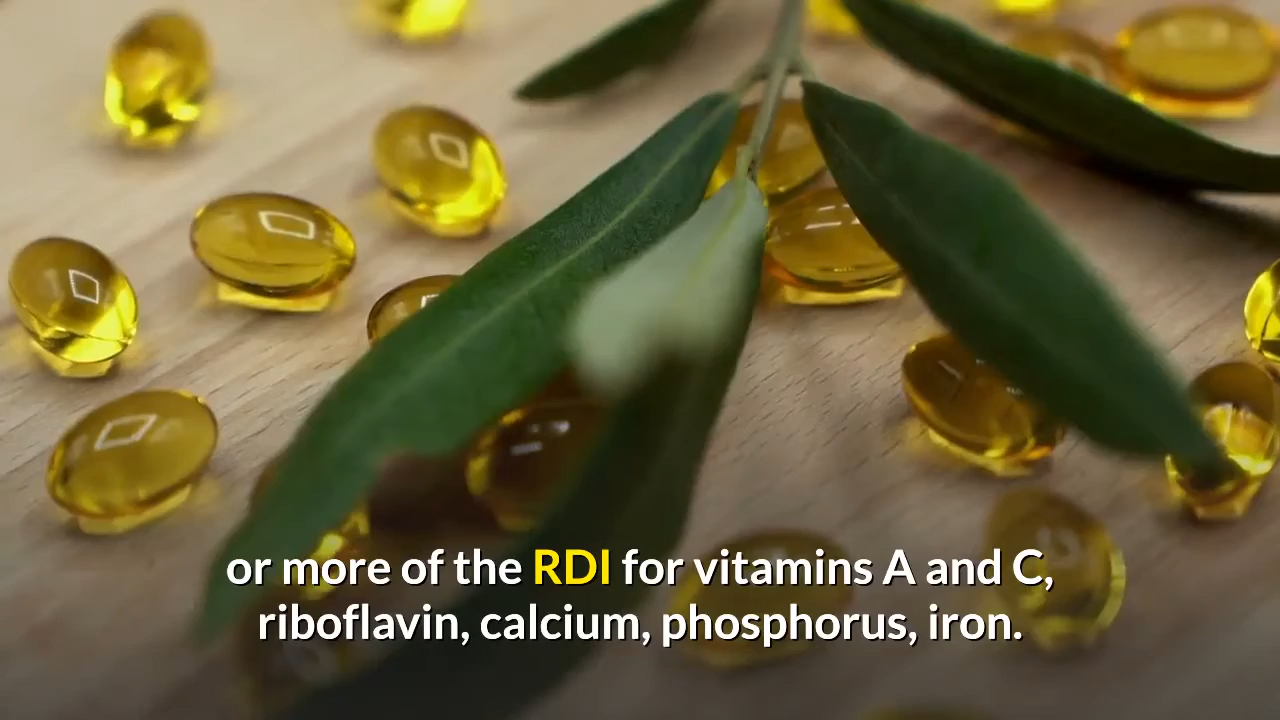 or more of the RDI for vitamins A and C,
riboflavin, calcium, phosphorus, iron.